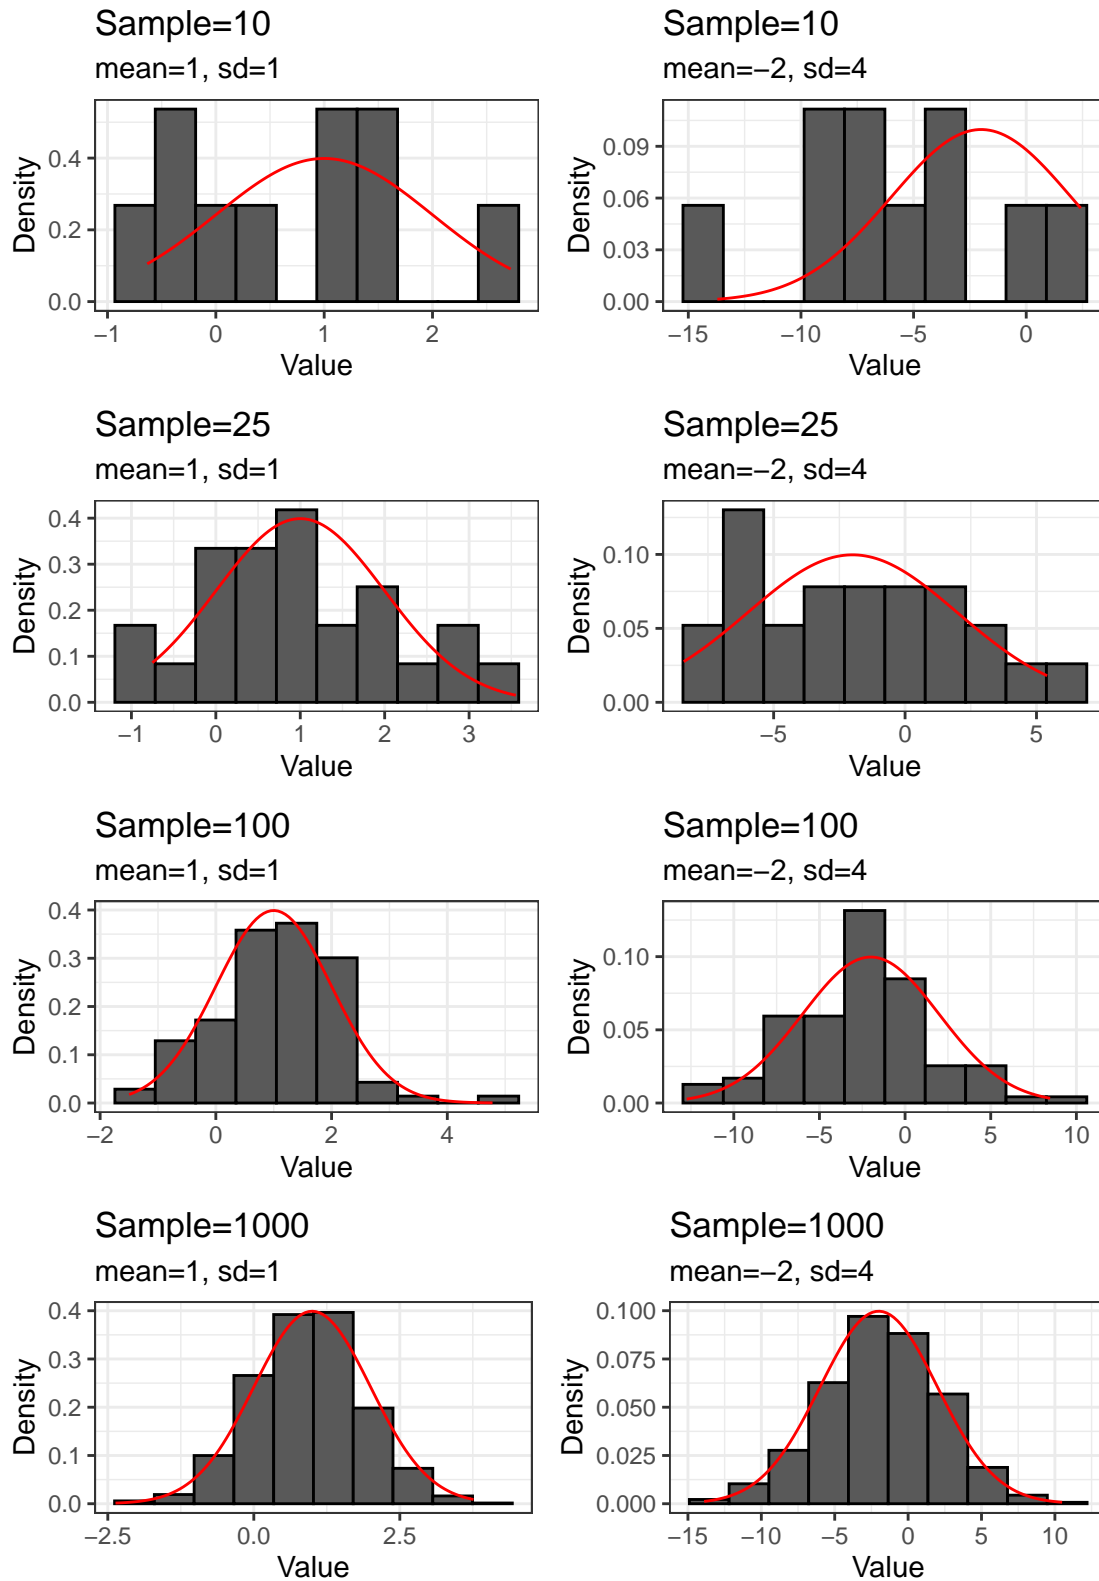 Sample=10
mean=1, sd=1
Density
0.4
0.2
0.0
−1
0
1
2
Value
Sample=10
mean=−2, sd=4
Density
0.09
0.06
0.03
0.00
−15
−10
−5
0
Value
Sample=25
mean=1, sd=1
Density
0.4
0.3
0.2
0.1
0.0
−1
0
1
2
3
Value
Sample=25
mean=−2, sd=4
Density
0.10
0.05
0.00
−5
0
5
Value
Sample=100
mean=1, sd=1
Density
0.4
0.3
0.2
0.1
0.0
−2
0
2
4
Value
Sample=100
mean=−2, sd=4
Density
0.10
0.05
0.00
−10
−5
0
5
10
Value
Sample=1000
mean=1, sd=1
Density
0.4
0.3
0.2
0.1
0.0
−2.5
0.0
2.5
Value
Sample=1000
mean=−2, sd=4
Density
0.100
0.075
0.050
0.025
0.000
−15
−10
−5
0
5
10
Value